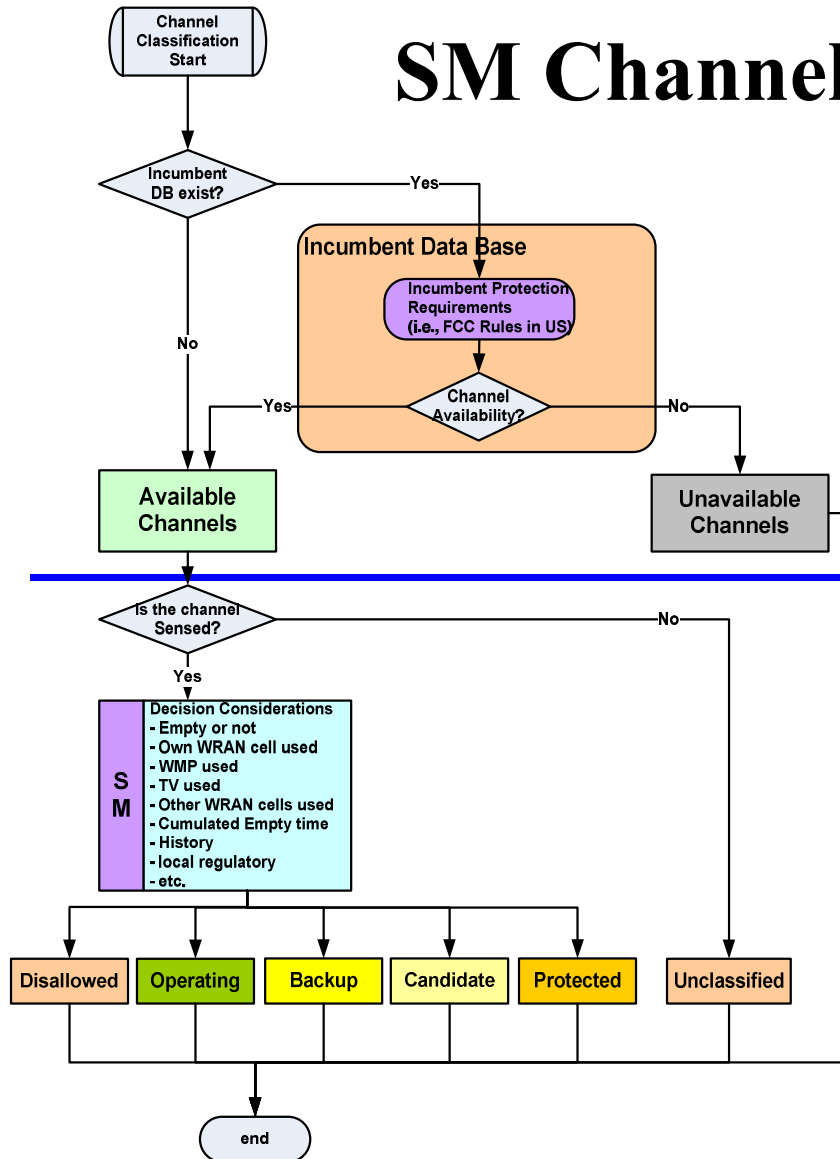 Channel
Classification
Start
SM Channel
Incumbent
DB exist?
Yes
Incumbent Data Base
Incumbent Protection
Requirements
(i.e., FCC Rules in US)
No
Channel
Availability?
Yes
No
Available
Channels
Unavailable
Channels
Is the channel
Sensed?
No
Yes
SM
Decision Considerations
- Empty or not
- Own WRAN cell used
- WMP used
- TV used
- Other WRAN cells used
- Cumulated Empty time
- History
- local regulatory
- etc.
Disallowed
Operating
Backup
Candidate
Protected
Unclassified
end